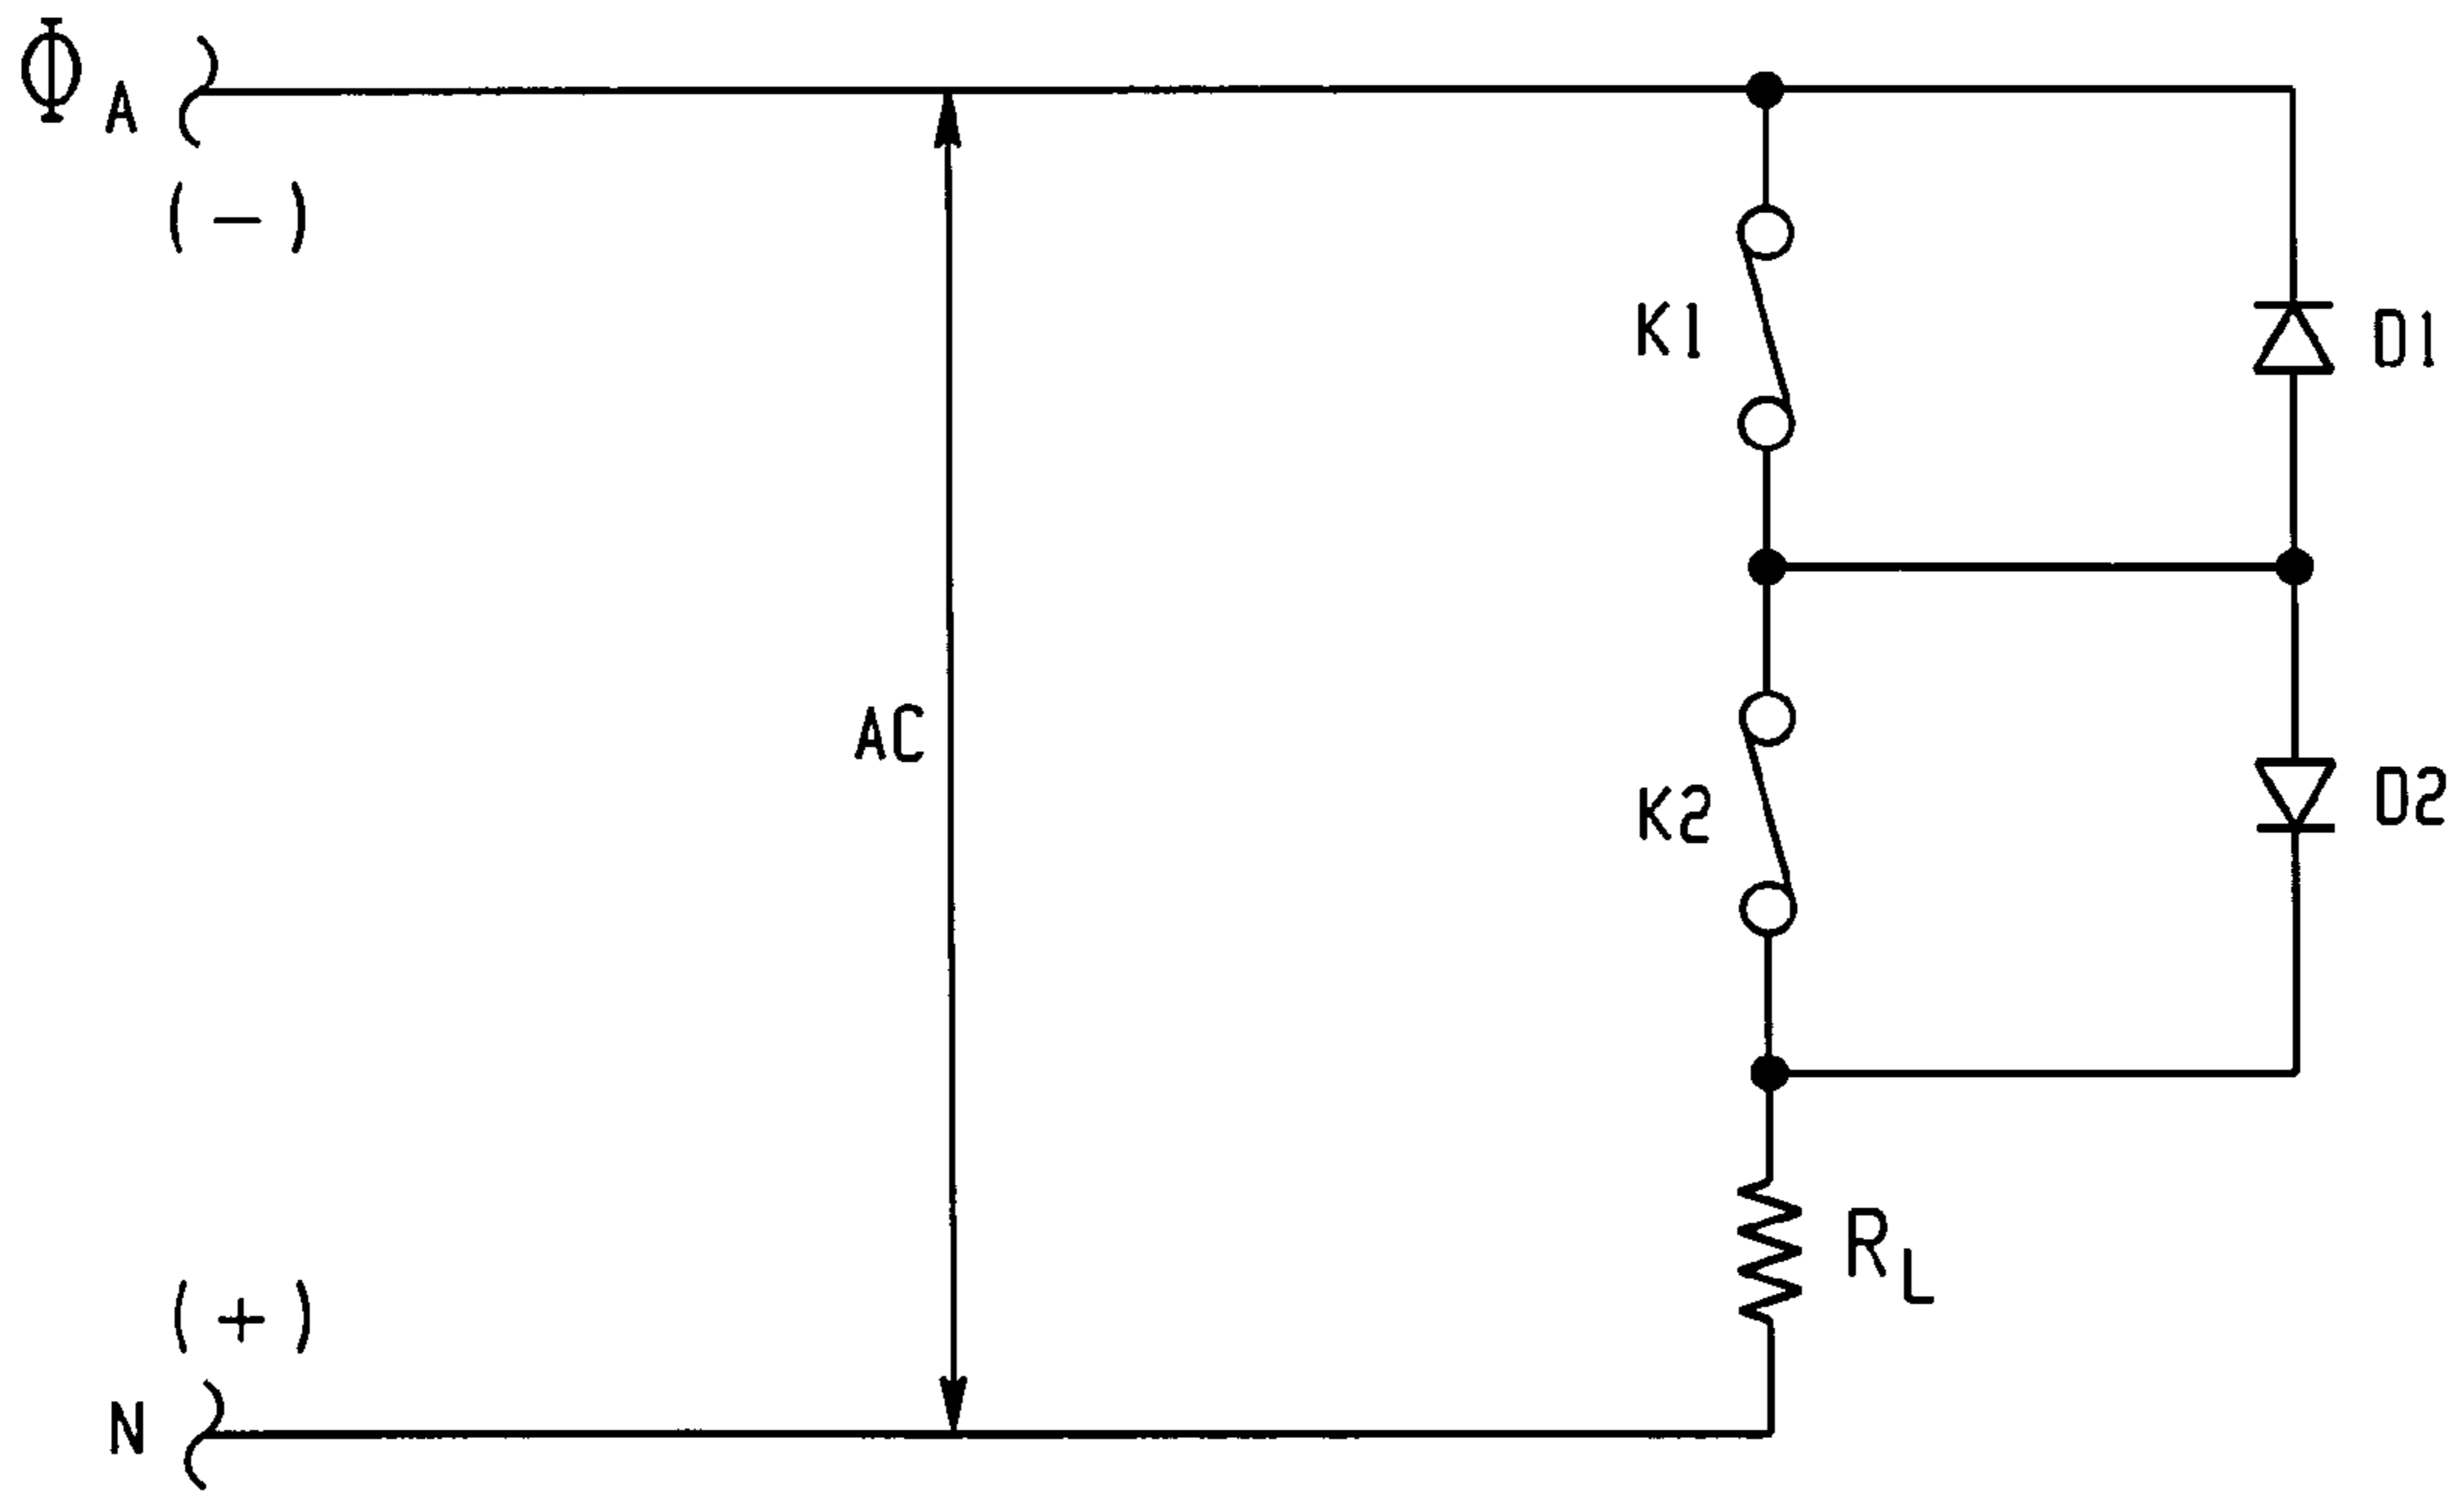 Φ A
( − )
K1
D1
AC
K2
D2
R L
( + )
N